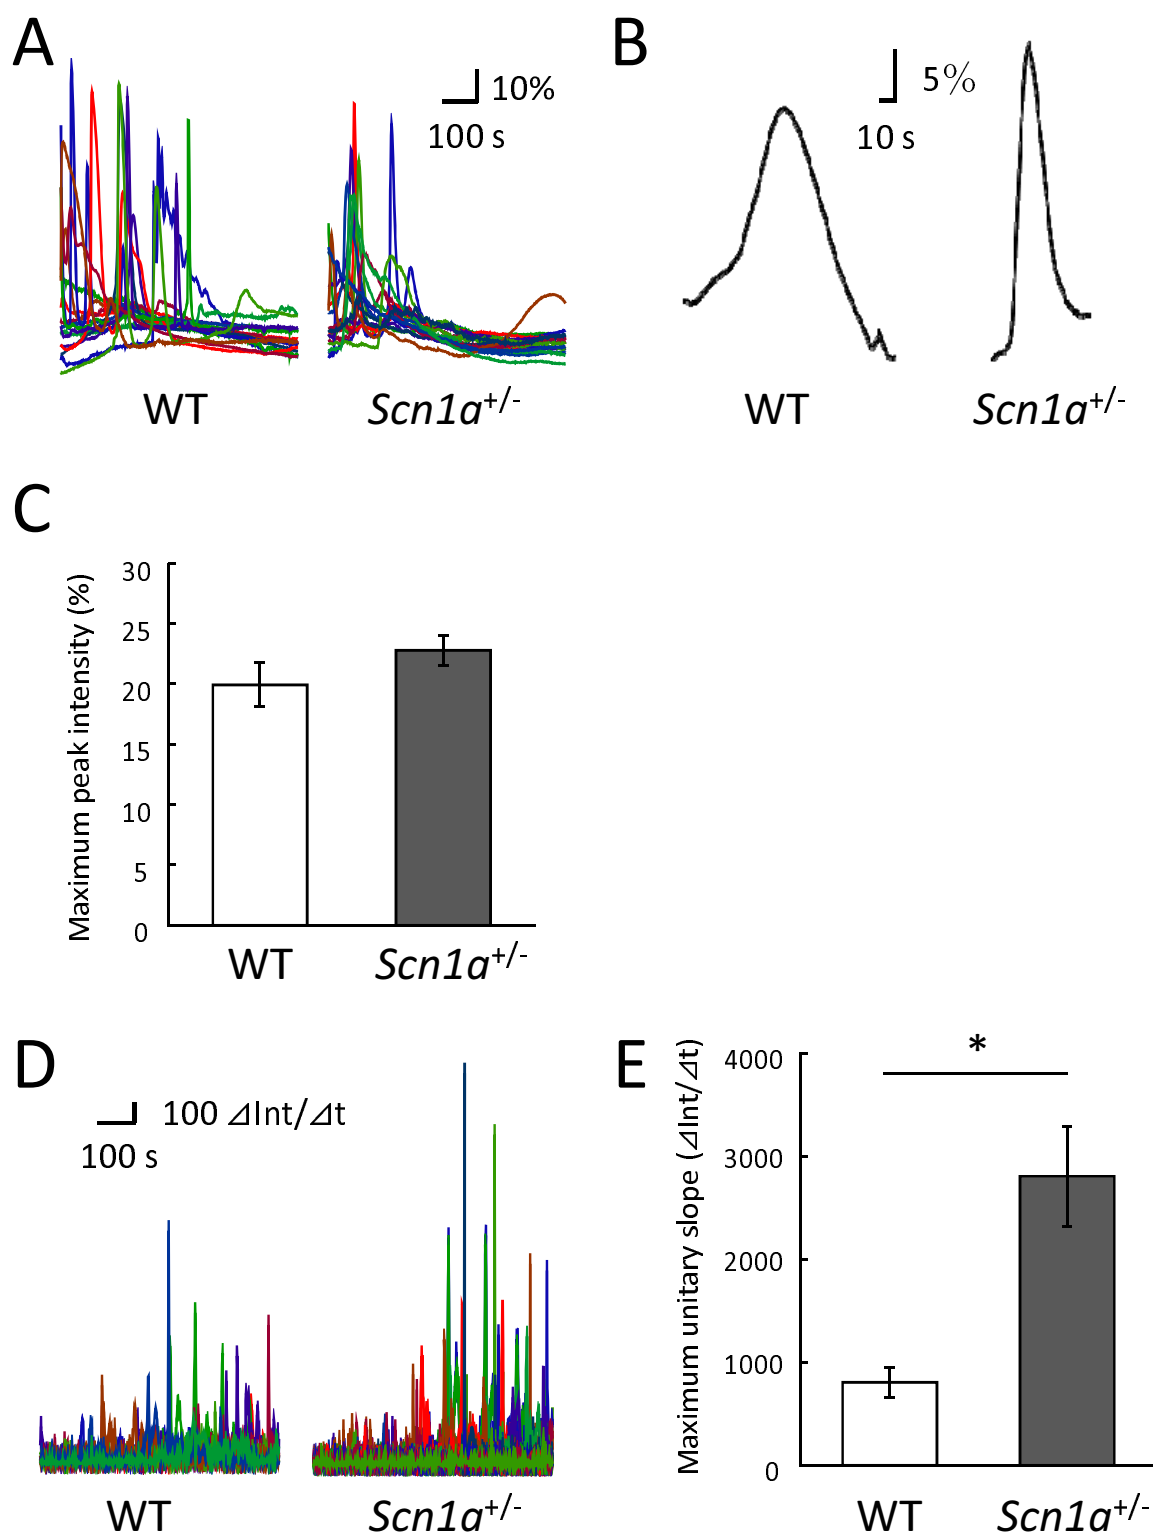 A
10%
100 s
WT
Scn1a+/-
B
5%
10 s
WT
Scn1a+/-
C
Maximum peak intensity (%)
30
25
20
15
10
5
0
WT
Scn1a+/-
D
100 ⊿Int/⊿t
100 s
WT
Scn1a+/-
E
Maximum unitary slope (⊿Int/⊿t)
4000
3000
2000
1000
0
*
WT
Scn1a+/-